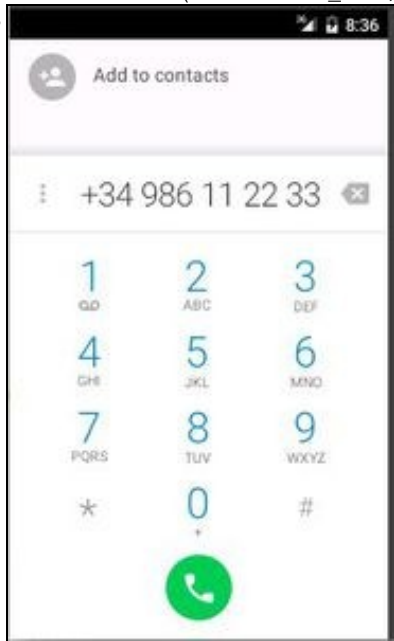 8:36
Add to contacts
+34 986 11 22 33
1 2 3
ABC DEF
4 5 6
GHI JKL MNO
7 8 9
PQRS TUV WXYZ
* 0 #
+